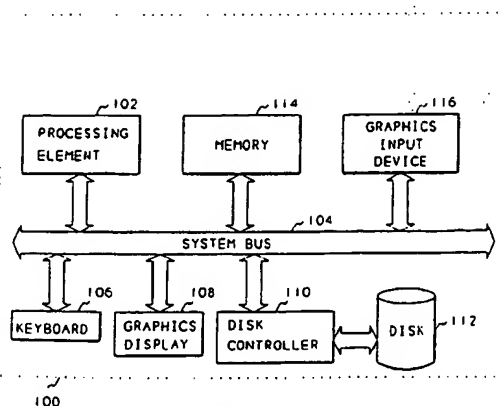 102
114
116
PROCESSING
ELEMENT
MEMORY
GRAPHICS
INPUT
DEVICE
104
SYSTEM BUS
106
108
110
KEYBOARD
GRAPHICS
DISPLAY
DISK
CONTROLLER
DISK
112
100